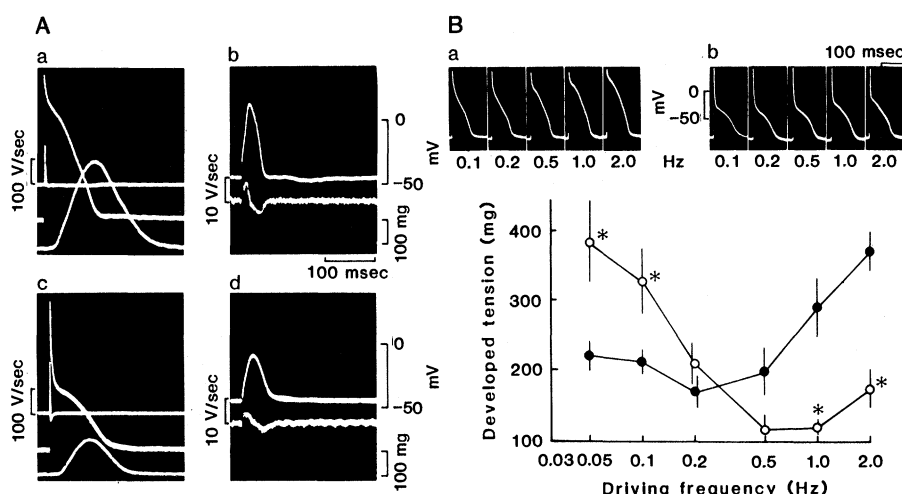 A
B
a
b
a
b
100 msec
100 V/sec
10 V/sec
0
mV
-50
100 mg
mV
0
-50
0.1 0.2 0.5 1.0 2.0 Hz 0.1 0.2 0.5 1.0 2.0
100 msec
c
d
100 V/sec
10 V/sec
0
mV
-50
100 mg
Developed tension (mg)
400
300
200
100
*
*
*
*
0.03 0.05 0.1 0.2 0.5 1.0 2.0
Driving frequency (Hz)